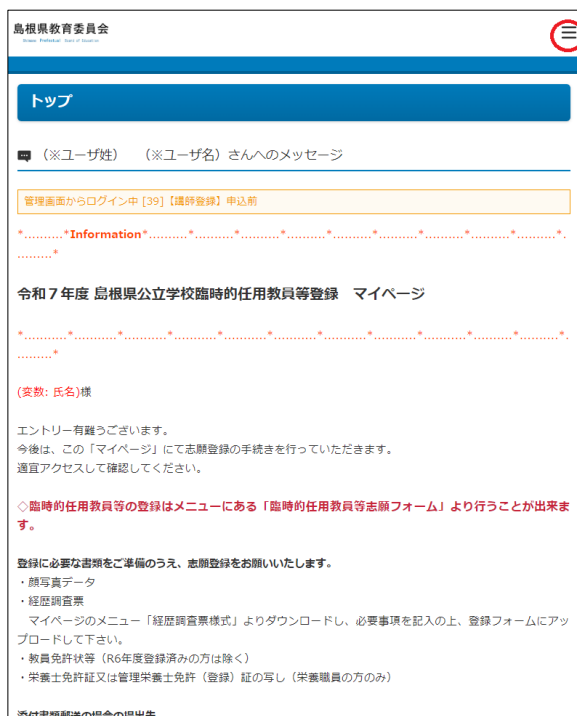 島根県教育委員会
Shimane Prefectural Board of Education
トップ
(※ユーザ姓) (※ユーザ名) さんへのメッセージ
管理画面からログイン中 [39]【講師登録】申込前
*..........*Information*..........*..........*..........*.........*..........*..........*..........*..........*..........*.
.........*
令和７年度 島根県公立学校臨時的任用教員等登録　マイページ
*..........*..........*...........*..........*...........*...........*..........*...........*..........*..........*..........*.
.........*
(変数: 氏名)様
エントリー有難うございます。
今後は、この「マイページ」にて志願登録の手続きを行っていただきます。
適宜アクセスして確認してください。
◇臨時的任用教員等の登録はメニューにある「臨時的任用教員等志願フォーム」より行うことが出来ま
す。
登録に必要な書類をご準備のうえ、志願登録をお願いいたします。
・顔写真データ
・経歴調査票
マイページのメニュー「経歴調査票様式」よりダウンロードし、必要事項を記入の上、登録フォームにアッ
プロードして下さい。
・教員免許状等（R6年度登録済みの方は除く）
・栄養士免許証又は管理栄養士免許（登録）証の写し（栄養職員の方のみ）
添付書類郵送の場合の提出先